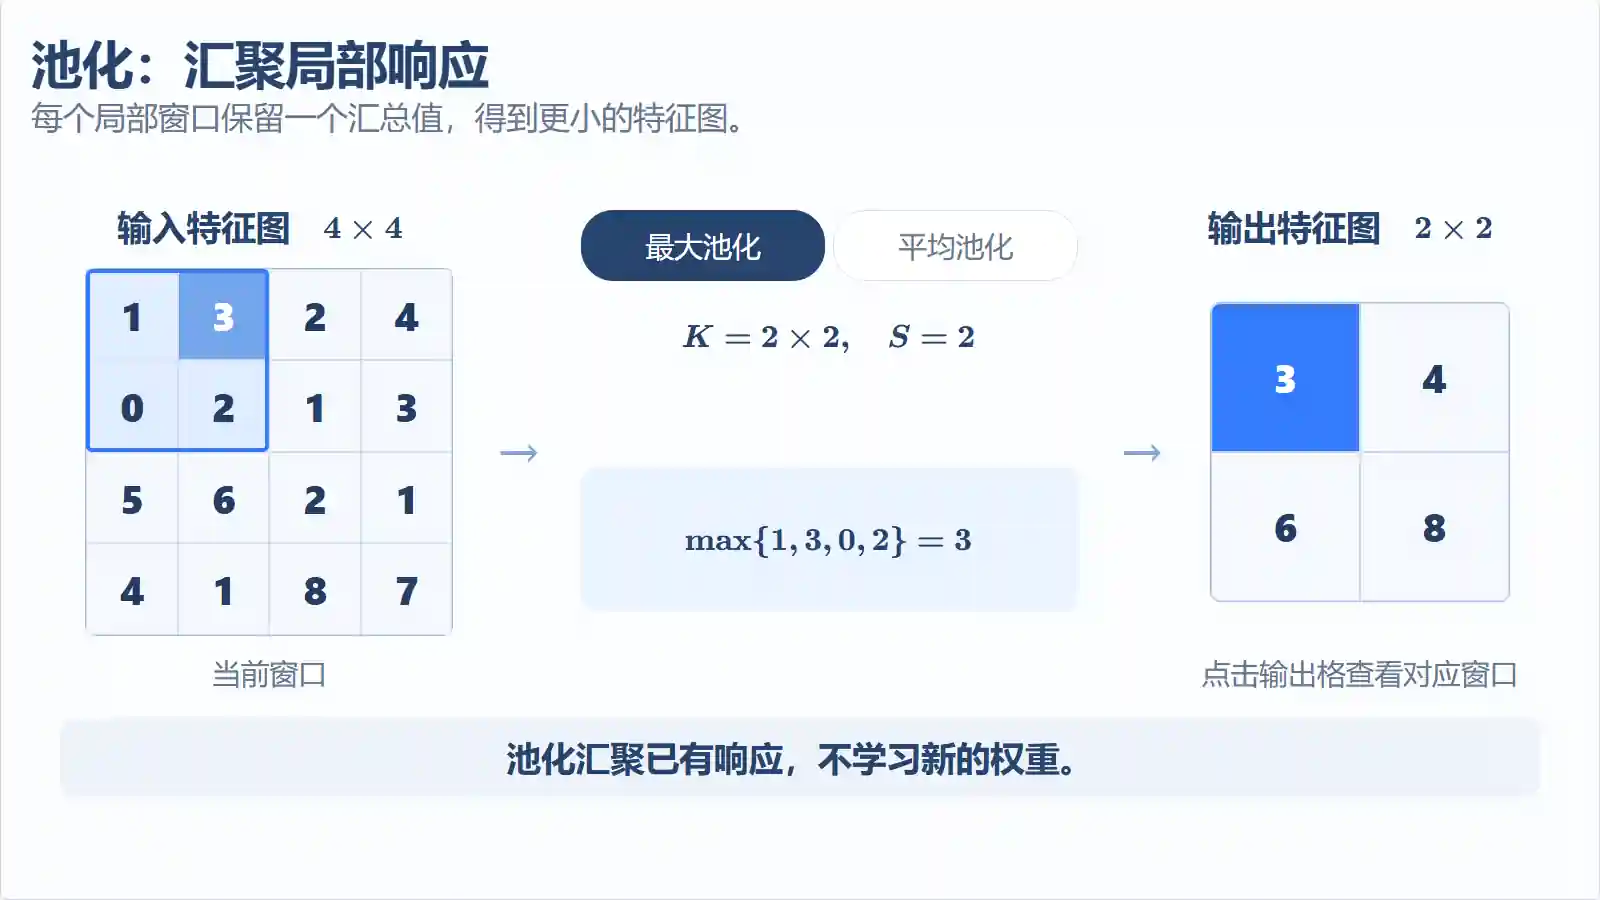 池化：汇聚局部响应
每个局部窗口保留一个汇总值，得到更小的特征图。
输入特征图 4 × 4
1 3 2 4
0 2 1 3
5 6 2 1
4 1 8 7
当前窗口
最大池化 平均池化
K = 2 × 2, S = 2
→
max{1, 3, 0, 2} = 3
→
输出特征图 2 × 2
3 4
6 8
点击输出格查看对应窗口
池化汇聚已有响应，不学习新的权重。